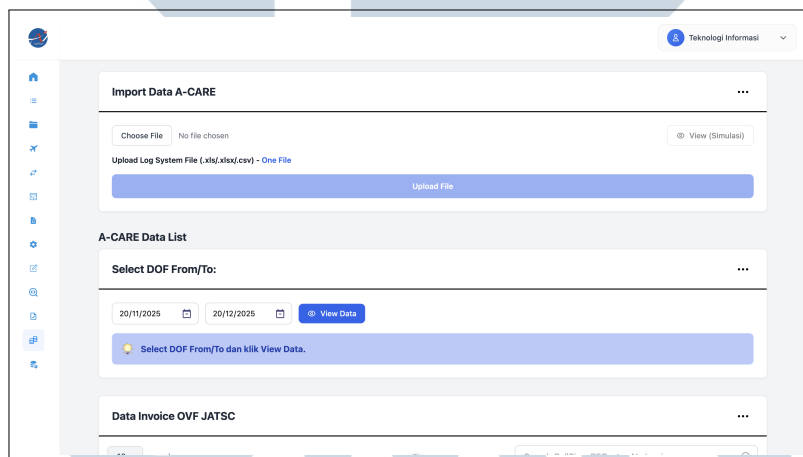 Teknologi Informasi
Import Data A-CARE
Choose File No file chosen
View (Simulasi)
Upload Log System File (.xls/.xlsx/.csv) - One File
Upload File
A-CARE Data List
Select DOF From/To:
20/11/2025 20/12/2025 View Data
Select DOF From/To dan klik View Data.
Data Invoice OVF JATSC